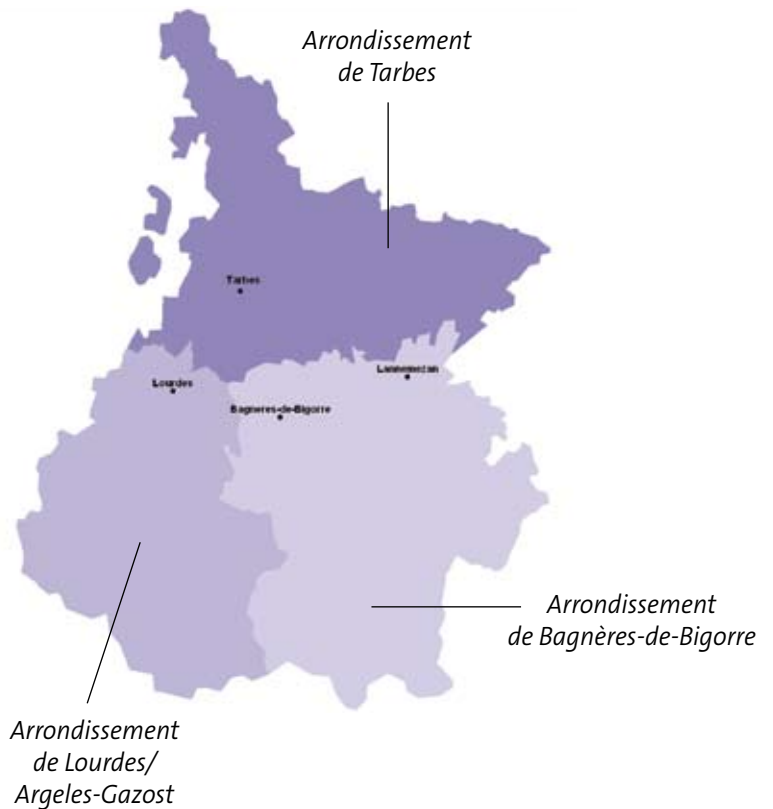 Arrondissement
de Tarbes
Tarbes
Lannemezan
Lourdes
Bagneres-de-Bigorre
Arrondissement
de Bagnères-de-Bigorre
Arrondissement
de Lourdes/
Argeles-Gazost